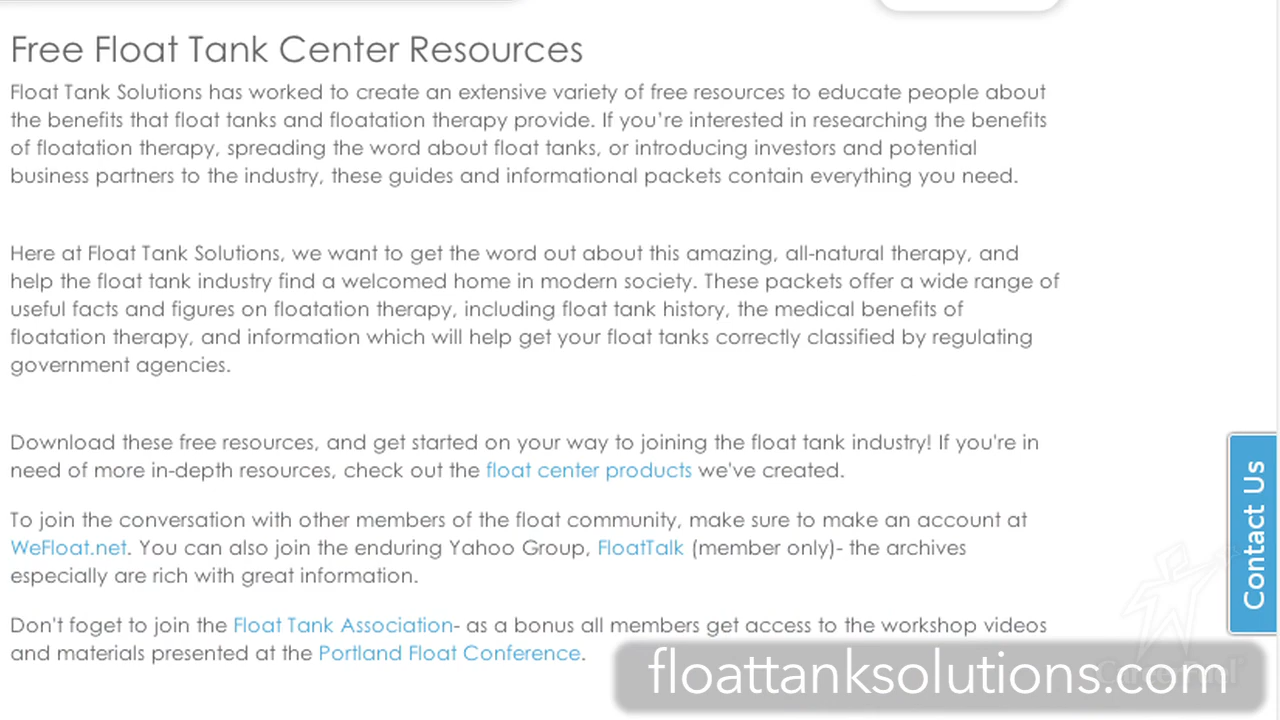 Free Float Tank Center Resources
Float Tank Solutions has worked to create an extensive variety of free resources to educate people about
the benefits that float tanks and floatation therapy provide. If you're interested in researching the benefits
of floatation therapy, spreading the word about float tanks, or introducing investors and potential
business partners to the industry, these guides and informational packets contain everything you need.
Here at Float Tank Solutions, we want to get the word out about this amazing, all-natural therapy, and
help the float tank industry find a welcomed home in modern society. These packets offer a wide range of
useful facts and figures on floatation therapy, including float tank history, the medical benefits of
floatation therapy, and information which will help get your float tanks correctly classified by regulating
government agencies.
Download these free resources, and get started on your way to joining the float tank industry! If you're in
need of more in-depth resources, check out the float center products we've created.
To join the conversation with other members of the float community, make sure to make an account at
WeFloat.net. You can also join the enduring Yahoo Group, FloatTalk (member only)- the archives
especially are rich with great information.
Don't foget to join the Float Tank Association- as a bonus all members get access to the workshop videos
and materials presented at the Portland Float Conference.
Contact Us
floattanksolutions.com